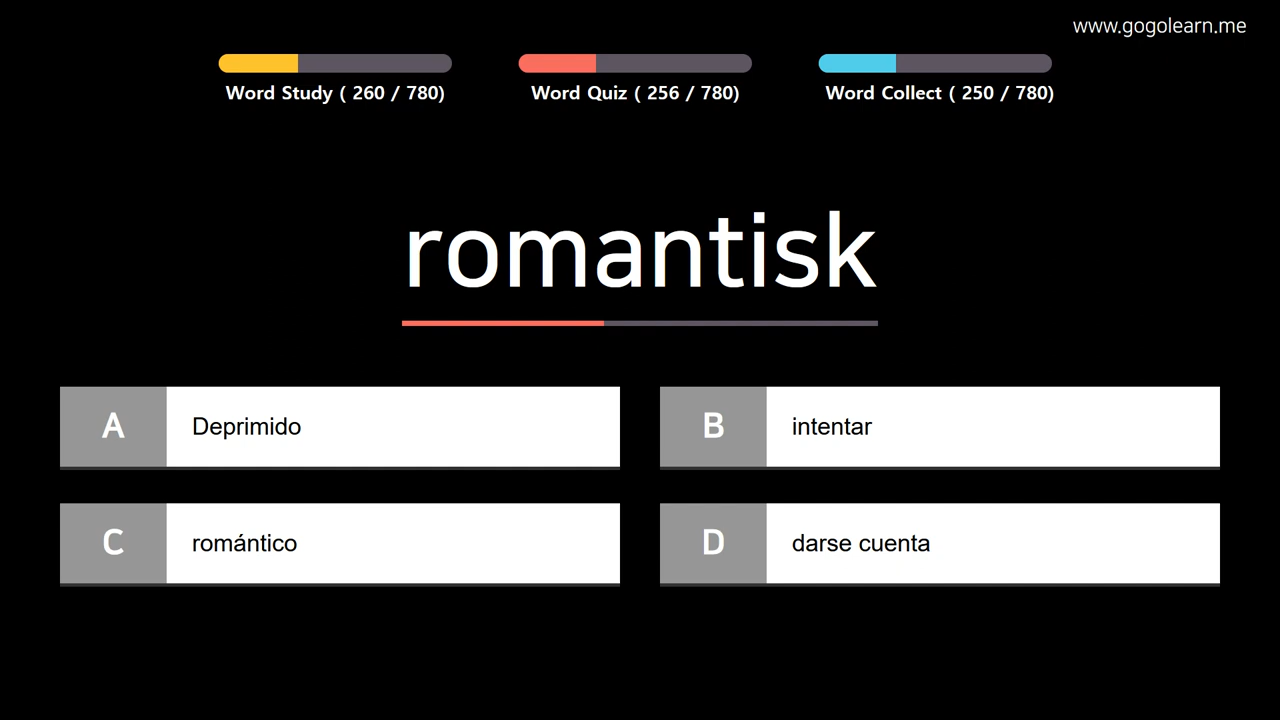 www.gogolearn.me
Word Study ( 260 / 780)
Word Quiz ( 256 / 780)
Word Collect ( 250 / 780)
romantisk
A Deprimido
B intentar
C romántico
D darse cuenta